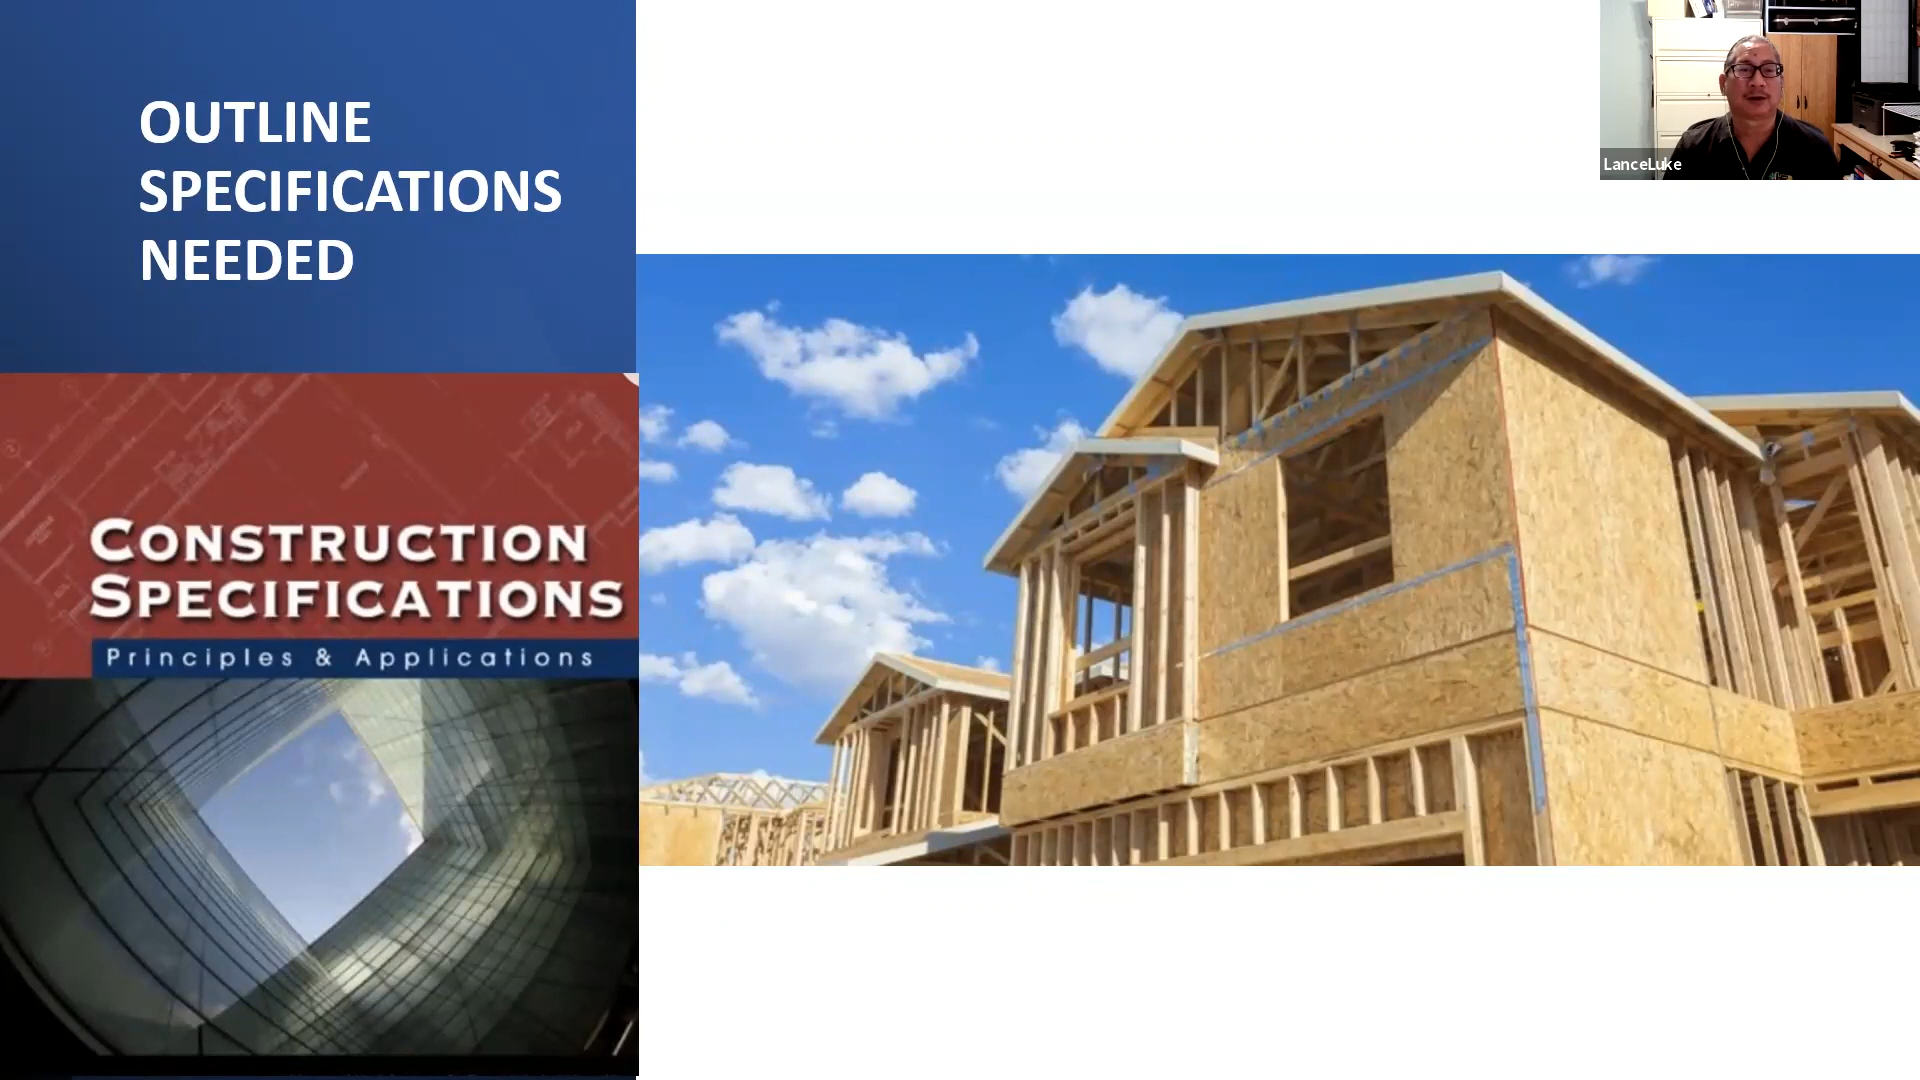 OUTLINE
SPECIFICATIONS
NEEDED
CONSTRUCTION
SPECIFICATIONS
Principles & Applications
LanceLuke